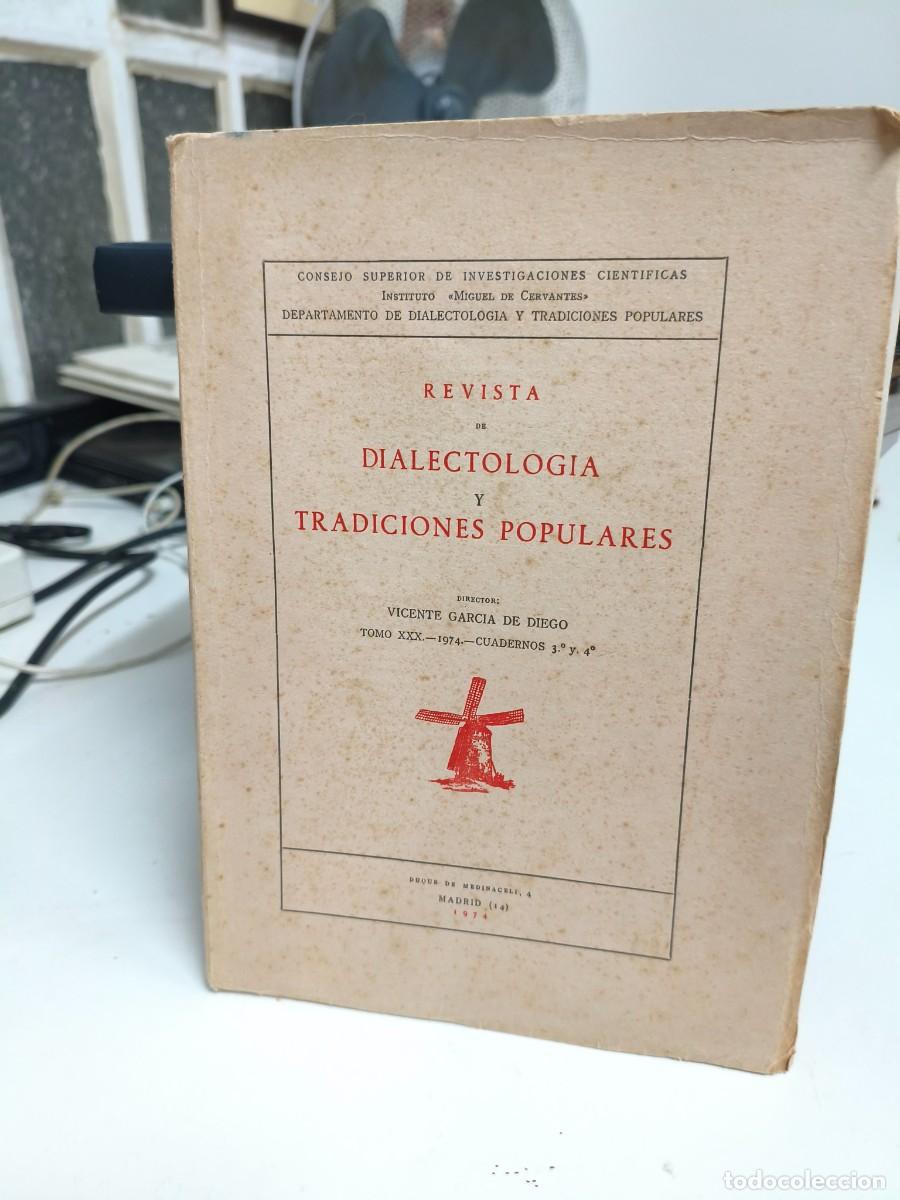 CONSEJO SUPERIOR DE INVESTIGACIONES CIENTIFICAS
INSTITUTO «MIGUEL DE CERVANTES»
DEPARTAMENTO DE DIALECTOLOGIA Y TRADICIONES POPULARES
REVISTA
DE
DIALECTOLOGIA
Y
TRADICIONES POPULARES
DIRECTOR:
VICENTE GARCIA DE DIEGO
TOMO XXX.—1974.—CUADERNOS 3.º y. 4º
DUQUE DE MEDINACELI, 4
MADRID (14)
1974
todocoleccion